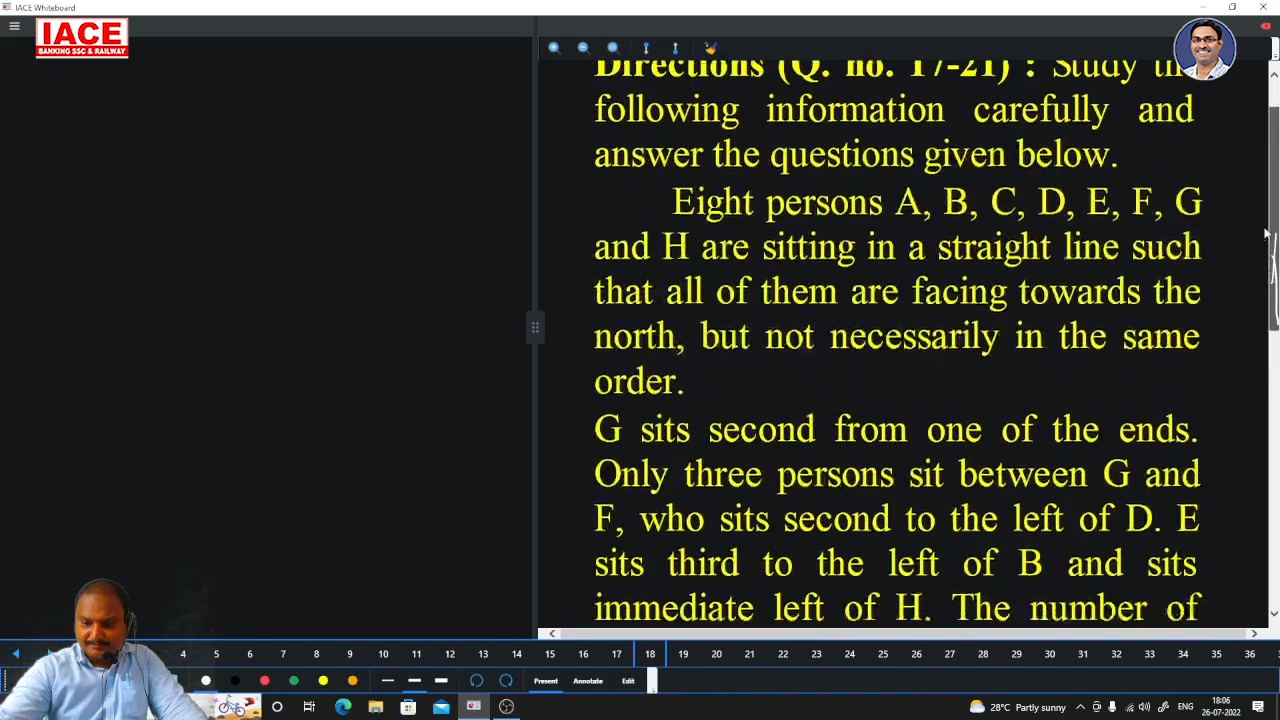 IACE Whiteboard
IACE
BANKING SSC & RAILWAY
Directions (Q. no. 17-21) : Study
following information carefully and
answer the questions given below.
Eight persons A, B, C, D, E, F, G
and H are sitting in a straight line such
that all of them are facing towards the
north, but not necessarily in the same
order.
G sits second from one of the ends.
Only three persons sit between G and
F, who sits second to the left of D. E
sits third to the left of B and sits
immediate left of H. The number of
4 5 6 7 8 9 10 11 12 13 14 15 16 17 18 19 20 21 22 23 24 25 26 27 28 29 30 31 32 33 34 35 36
Present Annotate Edit
28°C Partly sunny
18:06
26-07-2022